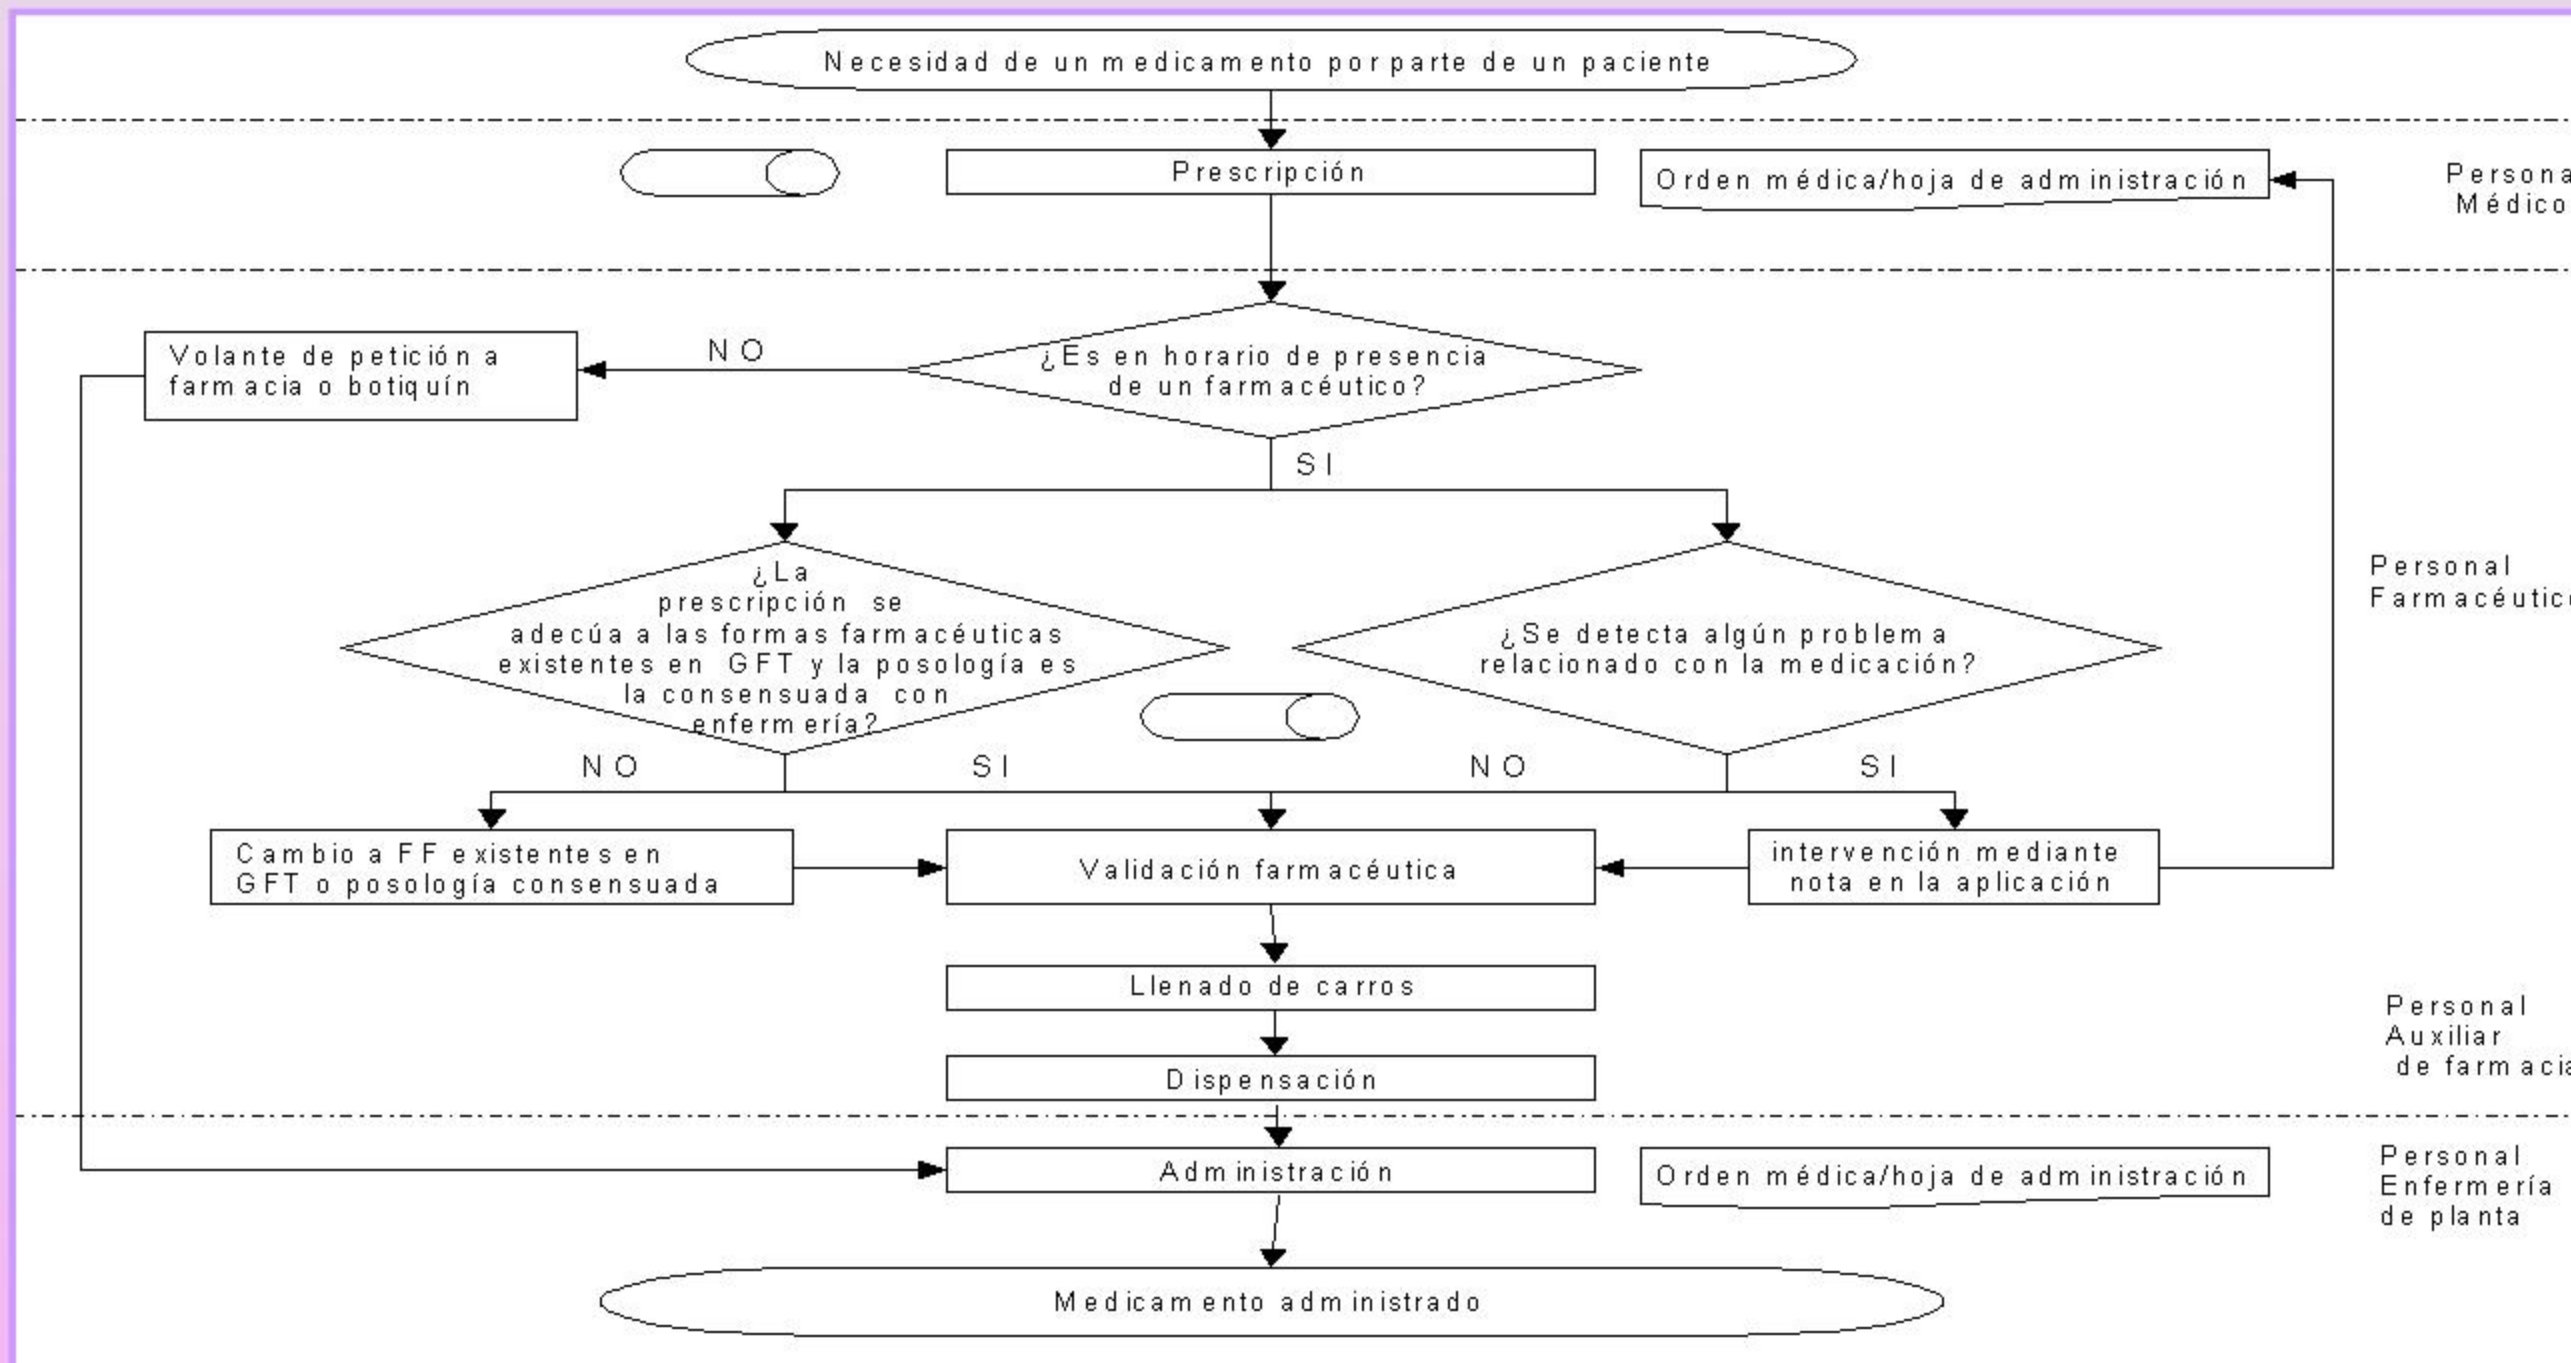 Necesidad de un medicamento por parte de un paciente
Prescripción
Orden médica/hoja de administración
Persona
Médico
¿Es en horario de presencia
de un farmacéutico?
NO
Volante de petición a
farmacia o botiquín
SI
¿La
prescripción se
adecúa a las formas farmacéuticas
existentes en GFT y la posología es
la consensuada con
enfermería?
¿Se detecta algún problema
relacionado con la medicación?
Personal
Farmacéutico
NO
SI
NO
SI
Cambio a FF existentes en
GFT o posología consensuada
Validación farmacéutica
intervención mediante
nota en la aplicación
Llenado de carros
Dispensación
Personal
Auxiliar
de farmacia
Administración
Orden médica/hoja de administración
Personal
Enfermería
de planta
Medicamento administrado